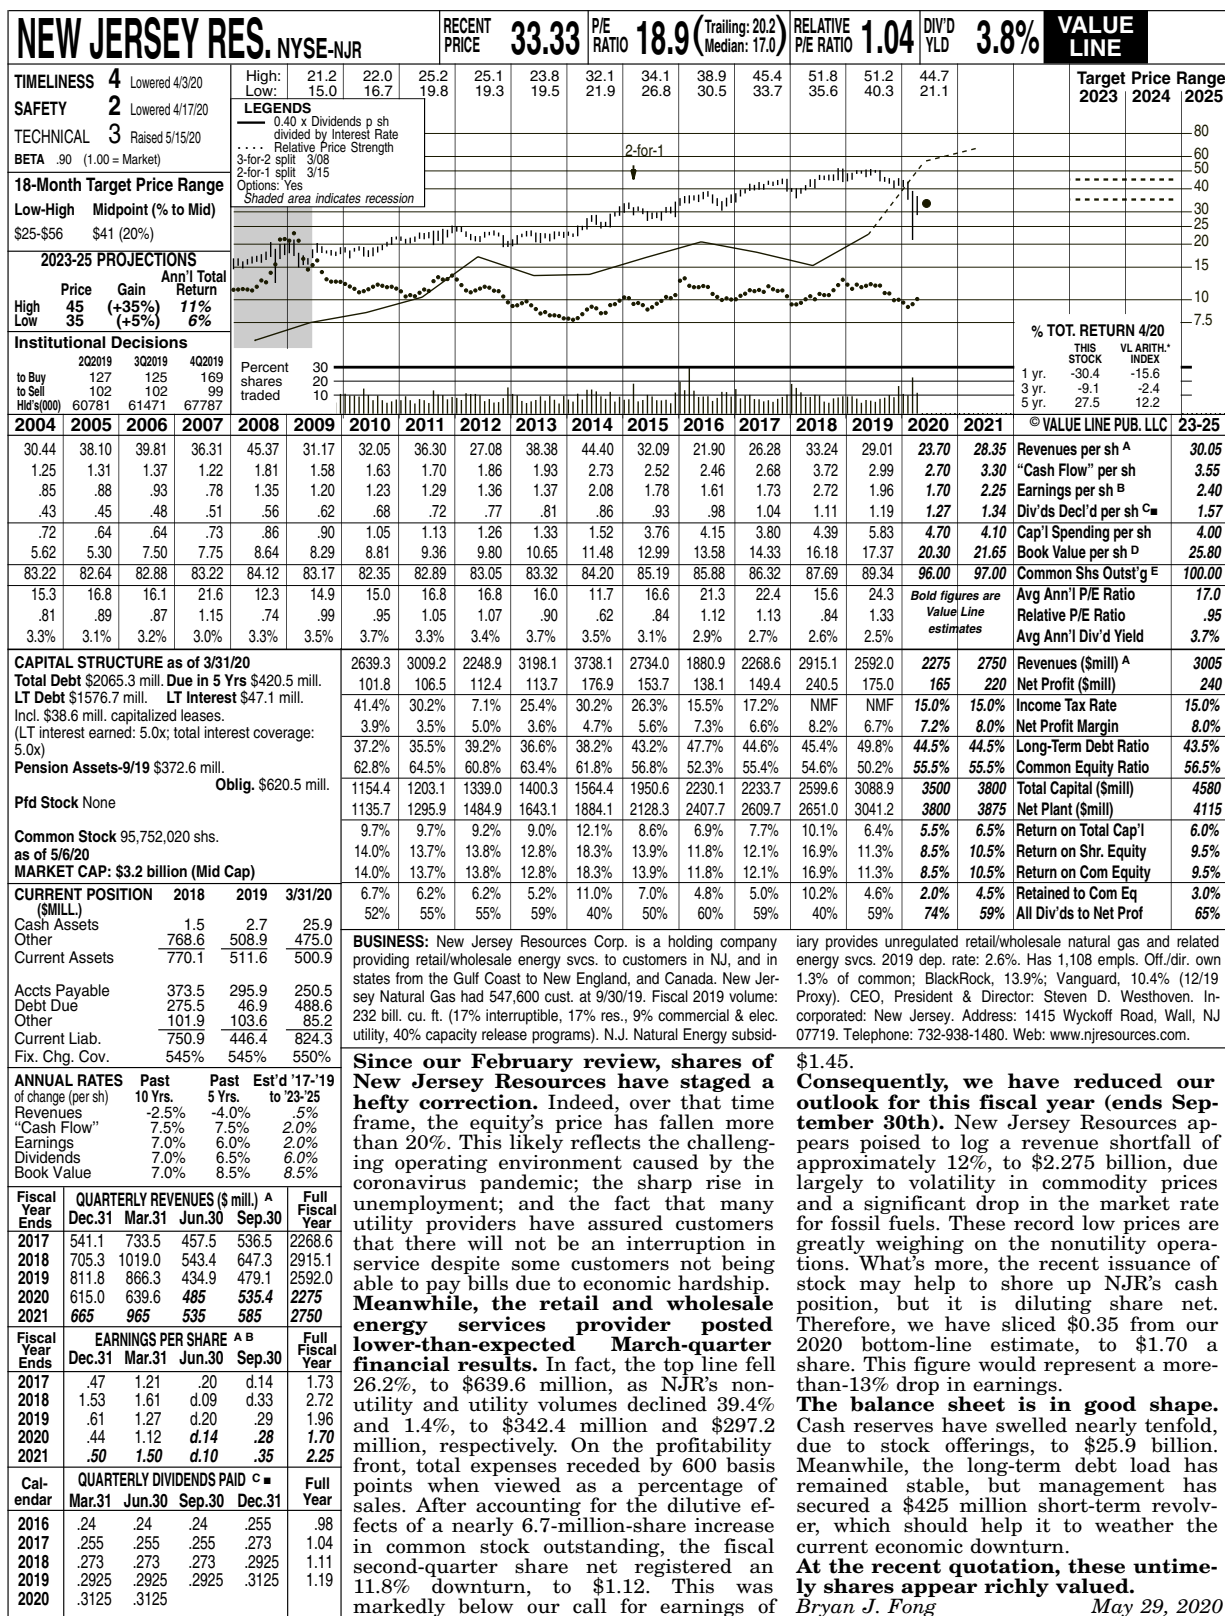 NEW JERSEY RES. NYSE-NJR
RECENT PRICE 33.33
P/E RATIO 18.9 (Trailing: 20.2 Median: 17.0)
RELATIVE P/E RATIO 1.04
DIV'D YLD 3.8%
VALUE LINE
TIMELINESS 4 Lowered 4/3/20
SAFETY 2 Lowered 4/17/20
TECHNICAL 3 Raised 5/15/20
BETA .90 (1.00 = Market)
18-Month Target Price Range
Low-High Midpoint (% to Mid)
$25-$56 $41 (20%)
2023-25 PROJECTIONS
Ann'l Total
Price Gain Return
High 45 (+35%) 11%
Low 35 (+5%) 6%
Institutional Decisions
2Q2019 3Q2019 4Q2019
to Buy 127 125 169
to Sell 102 102 99
Hld's(000) 60781 61471 67787
High: 21.2 22.0 25.2 25.1 23.8 32.1 34.1 38.9 45.4 51.8 51.2 44.7
Low: 15.0 16.7 19.8 19.3 19.5 21.9 26.8 30.5 33.7 35.6 40.3 21.1
LEGENDS
0.40 x Dividends p sh
divided by Interest Rate
. . . . Relative Price Strength
3-for-2 split 3/08
2-for-1 split 3/15
Options: Yes
Shaded area indicates recession
2-for-1
Target Price Range
2023 2024 2025
80
60
50
40
30
25
20
15
10
7.5
Percent shares traded
30
20
10
% TOT. RETURN 4/20
THIS STOCK VL ARITH.* INDEX
1 yr. -30.4 -15.6
3 yr. -9.1 -2.4
5 yr. 27.5 12.2
2004 2005 2006 2007 2008 2009 2010 2011 2012 2013 2014 2015 2016 2017 2018 2019 2020 2021 © VALUE LINE PUB. LLC 23-25
30.44 38.10 39.81 36.31 45.37 31.17 32.05 36.30 27.08 38.38 44.40 32.09 21.90 26.28 33.24 29.01 23.70 28.35 Revenues per sh A 30.05
1.25 1.31 1.37 1.22 1.81 1.58 1.63 1.70 1.86 1.93 2.73 2.52 2.46 2.68 3.72 2.99 2.70 3.30 "Cash Flow" per sh 3.55
.85 .88 .93 .78 1.35 1.20 1.23 1.29 1.36 1.37 2.08 1.78 1.61 1.73 2.72 1.96 1.70 2.25 Earnings per sh B 2.40
.43 .45 .48 .51 .56 .62 .68 .72 .77 .81 .86 .93 .98 1.04 1.11 1.19 1.27 1.34 Div'ds Decl'd per sh C■ 1.57
.72 .64 .64 .73 .86 .90 1.05 1.13 1.26 1.33 1.52 3.76 4.15 3.80 4.39 5.83 4.70 4.10 Cap'l Spending per sh 4.00
5.62 5.30 7.50 7.75 8.64 8.29 8.81 9.36 9.80 10.65 11.48 12.99 13.58 14.33 16.18 17.37 20.30 21.65 Book Value per sh D 25.80
83.22 82.64 82.88 83.22 84.12 83.17 82.35 82.89 83.05 83.32 84.20 85.19 85.88 86.32 87.69 89.34 96.00 97.00 Common Shs Outst'g E 100.00
15.3 16.8 16.1 21.6 12.3 14.9 15.0 16.8 16.8 16.0 11.7 16.6 21.3 22.4 15.6 24.3 Bold figures are Avg Ann'l P/E Ratio 17.0
.81 .89 .87 1.15 .74 .99 .95 1.05 1.07 .90 .62 .84 1.12 1.13 .84 1.33 Value Line Relative P/E Ratio .95
3.3% 3.1% 3.2% 3.0% 3.3% 3.5% 3.7% 3.3% 3.4% 3.7% 3.5% 3.1% 2.9% 2.7% 2.6% 2.5% estimates Avg Ann'l Div'd Yield 3.7%
2639.3 3009.2 2248.9 3198.1 3738.1 2734.0 1880.9 2268.6 2915.1 2592.0 2275 2750 Revenues ($mill) A 3005
101.8 106.5 112.4 113.7 176.9 153.7 138.1 149.4 240.5 175.0 165 220 Net Profit ($mill) 240
41.4% 30.2% 7.1% 25.4% 30.2% 26.3% 15.5% 17.2% NMF NMF 15.0% 15.0% Income Tax Rate 15.0%
3.9% 3.5% 5.0% 3.6% 4.7% 5.6% 7.3% 6.6% 8.2% 6.7% 7.2% 8.0% Net Profit Margin 8.0%
37.2% 35.5% 39.2% 36.6% 38.2% 43.2% 47.7% 44.6% 45.4% 49.8% 44.5% 44.5% Long-Term Debt Ratio 43.5%
62.8% 64.5% 60.8% 63.4% 61.8% 56.8% 52.3% 55.4% 54.6% 50.2% 55.5% 55.5% Common Equity Ratio 56.5%
1154.4 1203.1 1339.0 1400.3 1564.4 1950.6 2230.1 2233.7 2599.6 3088.9 3500 3800 Total Capital ($mill) 4580
1135.7 1295.9 1484.9 1643.1 1884.1 2128.3 2407.7 2609.7 2651.0 3041.2 3800 3875 Net Plant ($mill) 4115
9.7% 9.7% 9.2% 9.0% 12.1% 8.6% 6.9% 7.7% 10.1% 6.4% 5.5% 6.5% Return on Total Cap'l 6.0%
14.0% 13.7% 13.8% 12.8% 18.3% 13.9% 11.8% 12.1% 16.9% 11.3% 8.5% 10.5% Return on Shr. Equity 9.5%
14.0% 13.7% 13.8% 12.8% 18.3% 13.9% 11.8% 12.1% 16.9% 11.3% 8.5% 10.5% Return on Com Equity 9.5%
6.7% 6.2% 6.2% 5.2% 11.0% 7.0% 4.8% 5.0% 10.2% 4.6% 2.0% 4.5% Retained to Com Eq 3.0%
52% 55% 55% 59% 40% 50% 60% 59% 40% 59% 74% 59% All Div'ds to Net Prof 65%
CAPITAL STRUCTURE as of 3/31/20
Total Debt $2065.3 mill. Due in 5 Yrs $420.5 mill.
LT Debt $1576.7 mill. LT Interest $47.1 mill.
Incl. $38.6 mill. capitalized leases.
(LT interest earned: 5.0x; total interest coverage:
5.0x)
Pension Assets-9/19 $372.6 mill.
Oblig. $620.5 mill.
Pfd Stock None
Common Stock 95,752,020 shs.
as of 5/6/20
MARKET CAP: $3.2 billion (Mid Cap)
CURRENT POSITION 2018 2019 3/31/20
($MILL.)
Cash Assets 1.5 2.7 25.9
Other 768.6 508.9 475.0
Current Assets 770.1 511.6 500.9
Accts Payable 373.5 295.9 250.5
Debt Due 275.5 46.9 488.6
Other 101.9 103.6 85.2
Current Liab. 750.9 446.4 824.3
Fix. Chg. Cov. 545% 545% 550%
ANNUAL RATES Past Past Est'd '17-'19
of change (per sh) 10 Yrs. 5 Yrs. to '23-'25
Revenues -2.5% -4.0% .5%
"Cash Flow" 7.5% 7.5% 2.0%
Earnings 7.0% 6.0% 2.0%
Dividends 7.0% 6.5% 6.0%
Book Value 7.0% 8.5% 8.5%
Fiscal Year Ends QUARTERLY REVENUES ($ mill.) A Full Fiscal Year
Dec.31 Mar.31 Jun.30 Sep.30
2017 541.1 733.5 457.5 536.5 2268.6
2018 705.3 1019.0 543.4 647.3 2915.1
2019 811.8 866.3 434.9 479.1 2592.0
2020 615.0 639.6 485 535.4 2275
2021 665 965 535 585 2750
Fiscal Year Ends EARNINGS PER SHARE A B Full Fiscal Year
Dec.31 Mar.31 Jun.30 Sep.30
2017 .47 1.21 .20 d.14 1.73
2018 1.53 1.61 d.09 d.33 2.72
2019 .61 1.27 d.20 .29 1.96
2020 .44 1.12 d.14 .28 1.70
2021 .50 1.50 d.10 .35 2.25
Calendar QUARTERLY DIVIDENDS PAID C■ Full Year
Mar.31 Jun.30 Sep.30 Dec.31
2016 .24 .24 .24 .255 .98
2017 .255 .255 .255 .273 1.04
2018 .273 .273 .273 .2925 1.11
2019 .2925 .2925 .2925 .3125 1.19
2020 .3125 .3125
BUSINESS: New Jersey Resources Corp. is a holding company
providing retail/wholesale energy svcs. to customers in NJ, and in
states from the Gulf Coast to New England, and Canada. New Jer-
sey Natural Gas had 547,600 cust. at 9/30/19. Fiscal 2019 volume:
232 bill. cu. ft. (17% interruptible, 17% res., 9% commercial & elec.
utility, 40% capacity release programs). N.J. Natural Energy subsid-
iary provides unregulated retail/wholesale natural gas and related
energy svcs. 2019 dep. rate: 2.6%. Has 1,108 empls. Off./dir. own
1.3% of common; BlackRock, 13.9%; Vanguard, 10.4% (12/19
Proxy). CEO, President & Director: Steven D. Westhoven. In-
corporated: New Jersey. Address: 1415 Wyckoff Road, Wall, NJ
07719. Telephone: 732-938-1480. Web: www.njresources.com.
Since our February review, shares of
New Jersey Resources have staged a
hefty correction. Indeed, over that time
frame, the equity's price has fallen more
than 20%. This likely reflects the challeng-
ing operating environment caused by the
coronavirus pandemic; the sharp rise in
unemployment; and the fact that many
utility providers have assured customers
that there will not be an interruption in
service despite some customers not being
able to pay bills due to economic hardship.
Meanwhile, the retail and wholesale
energy services provider posted
lower-than-expected March-quarter
financial results. In fact, the top line fell
26.2%, to $639.6 million, as NJR's non-
utility and utility volumes declined 39.4%
and 1.4%, to $342.4 million and $297.2
million, respectively. On the profitability
front, total expenses receded by 600 basis
points when viewed as a percentage of
sales. After accounting for the dilutive ef-
fects of a nearly 6.7-million-share increase
in common stock outstanding, the fiscal
second-quarter share net registered an
11.8% downturn, to $1.12. This was
markedly below our call for earnings of
$1.45.
Consequently, we have reduced our
outlook for this fiscal year (ends Sep-
tember 30th). New Jersey Resources ap-
pears poised to log a revenue shortfall of
approximately 12%, to $2.275 billion, due
largely to volatility in commodity prices
and a significant drop in the market rate
for fossil fuels. These record low prices are
greatly weighing on the nonutility opera-
tions. What's more, the recent issuance of
stock may help to shore up NJR's cash
position, but it is diluting share net.
Therefore, we have sliced $0.35 from our
2020 bottom-line estimate, to $1.70 a
share. This figure would represent a more-
than-13% drop in earnings.
The balance sheet is in good shape.
Cash reserves have swelled nearly tenfold,
due to stock offerings, to $25.9 billion.
Meanwhile, the long-term debt load has
remained stable, but management has
secured a $425 million short-term revolv-
er, which should help it to weather the
current economic downturn.
At the recent quotation, these untime-
ly shares appear richly valued.
Bryan J. Fong May 29, 2020